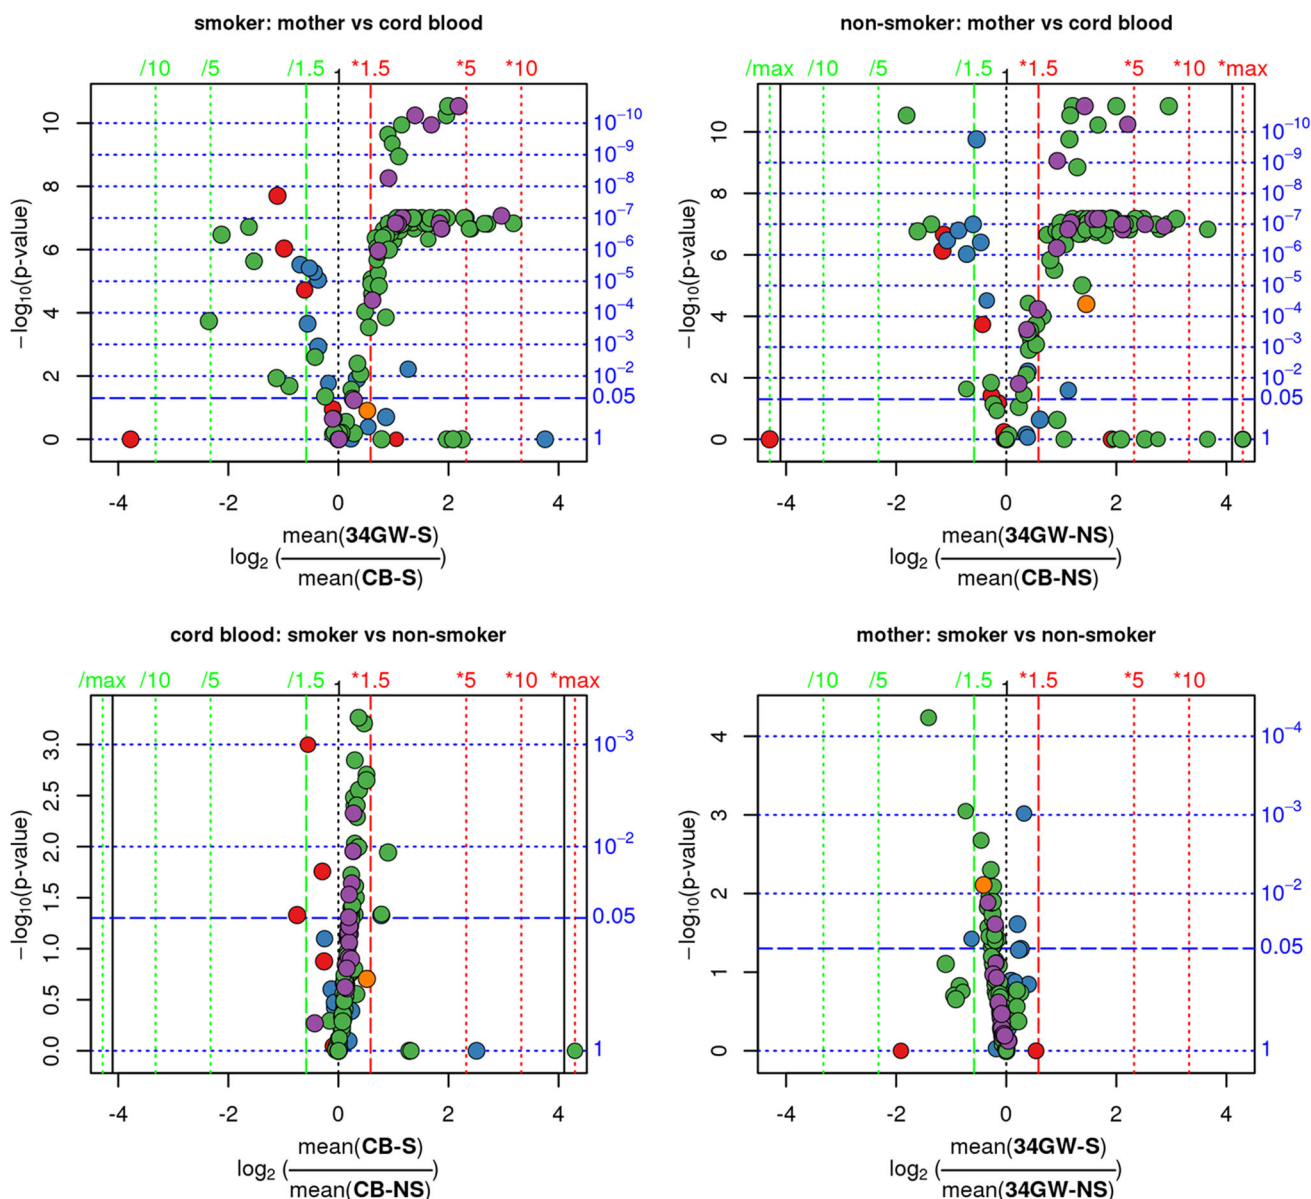 smoker: mother vs cord blood
/10 /5 /1.5 1 *1.5 *5 *10
−log10(p-value)
10
8
6
4
2
0
10-10
10-9
10-8
10-7
10-6
10-5
10-4
10-3
10-2
0.05
1
-4 -2 0 2 4
log2 (mean(34GW-S)
mean(CB-S))
non-smoker: mother vs cord blood
/max /10 /5 /1.5 1 *1.5 *5 *10 *max
−log10(p-value)
10
8
6
4
2
0
10-10
10-9
10-8
10-7
10-6
10-5
10-4
10-3
10-2
0.05
1
-4 -2 0 2 4
log2 (mean(34GW-NS)
mean(CB-NS))
cord blood: smoker vs non-smoker
/max /10 /5 /1.5 1 *1.5 *5 *10 *max
−log10(p-value)
3.0
2.5
2.0
1.5
1.0
0.5
0.0
10-3
10-2
0.05
1
-4 -2 0 2 4
log2 (mean(CB-S)
mean(CB-NS))
mother: smoker vs non-smoker
/10 /5 /1.5 1 *1.5 *5 *10
−log10(p-value)
4
3
2
1
0
10-4
10-3
10-2
0.05
1
-4 -2 0 2 4
log2 (mean(34GW-S)
mean(34GW-NS))